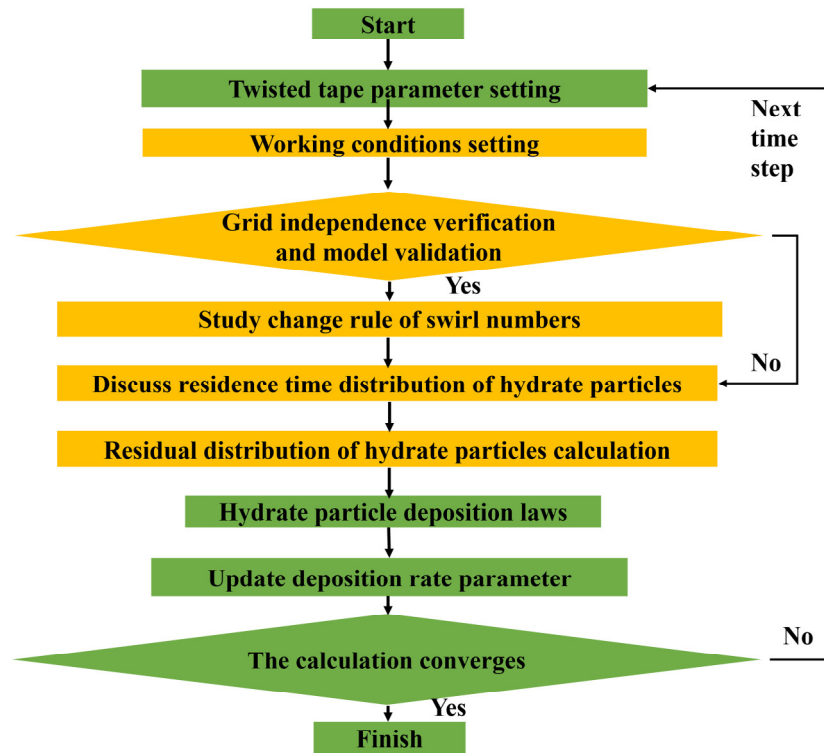 Start
Twisted tape parameter setting
Next
time
step
Working conditions setting
Grid independence verification
and model validation
Yes
Study change rule of swirl numbers
No
Discuss residence time distribution of hydrate particles
Residual distribution of hydrate particles calculation
Hydrate particle deposition laws
Update deposition rate parameter
The calculation converges
No
Yes
Finish